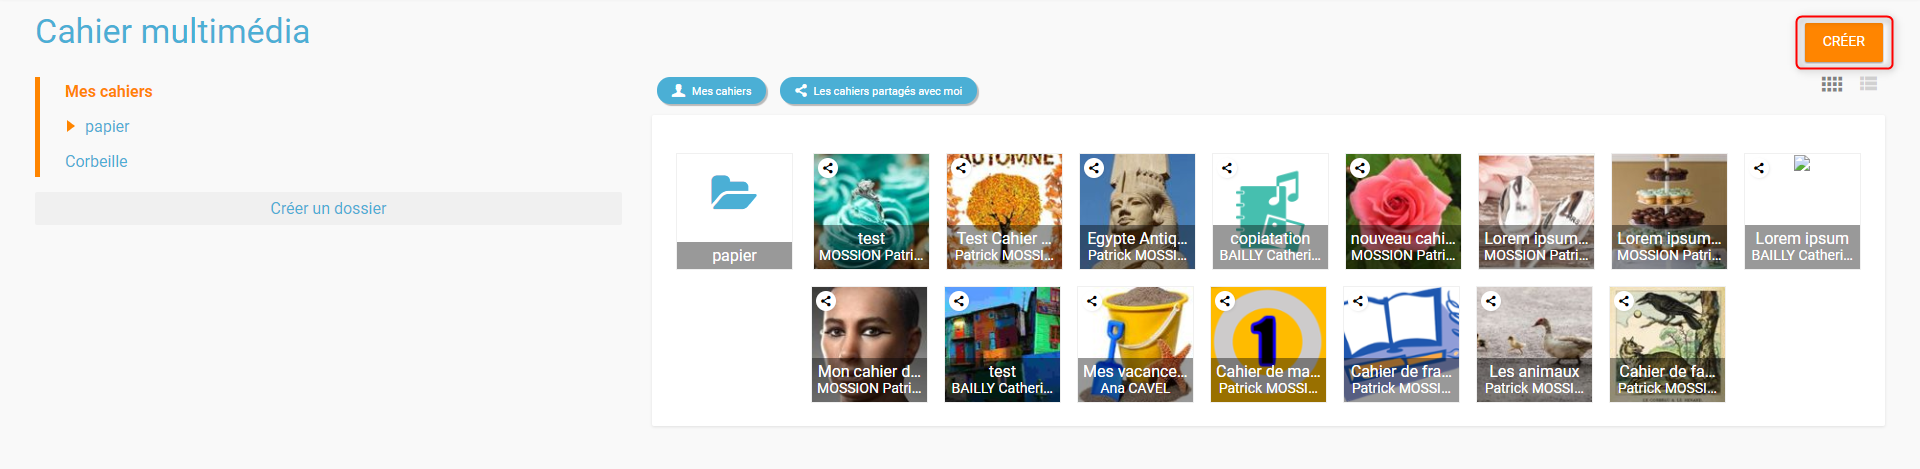 Cahier multimédia
CRÉER
Mes cahiers
papier
Corbeille
Créer un dossier
Mes cahiers
Les cahiers partagés avec moi
papier
test
MOSSION Patri...
AUTOMNE
Test Cahier ...
Patrick MOSSI...
Egypte Antiq...
Patrick MOSSI...
copiatation
BAILLY Catheri...
nouveau cahi...
MOSSION Patri...
Lorem ipsum...
MOSSION Patri...
Lorem ipsum...
MOSSION Patri...
Lorem ipsum
BAILLY Catheri...
Mon cahier d...
MOSSION Patri...
test
BAILLY Catheri...
Mes vacance...
Ana CAVEL
1
Cahier de ma...
Patrick MOSSI...
Cahier de fra...
Patrick MOSSI...
Les animaux
Patrick MOSSI...
Cahier de fa...
Patrick MOSSI...